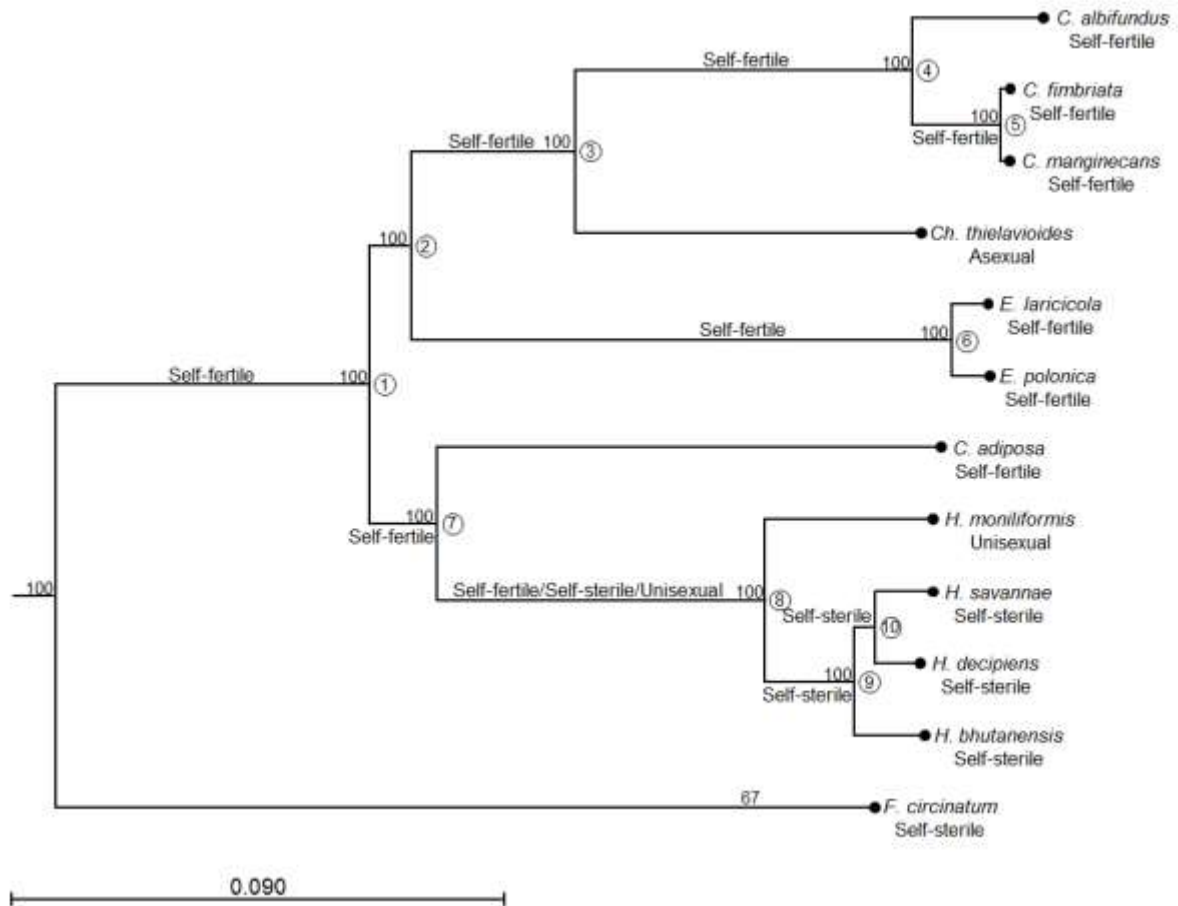 C. albifundus
Self-fertile
Self-fertile
100
4
C. fimbriata
Self-fertile
100
5
Self-fertile
C. manginecans
Self-fertile
Self-fertile
100
3
Ch. thielavioides
Asexual
100
2
E. laricicola
Self-fertile
Self-fertile
100
6
E. polonica
Self-fertile
Self-fertile
100
1
C. adiposa
Self-fertile
100
7
Self-fertile
H. moniliformis
Unisexual
Self-fertile/Self-sterile/Unisexual
100
8
H. savannae
Self-sterile
Self-sterile
10
H. decipiens
Self-sterile
100
9
Self-sterile
H. bhutanensis
Self-sterile
100
67
F. circinatum
Self-sterile
0.090